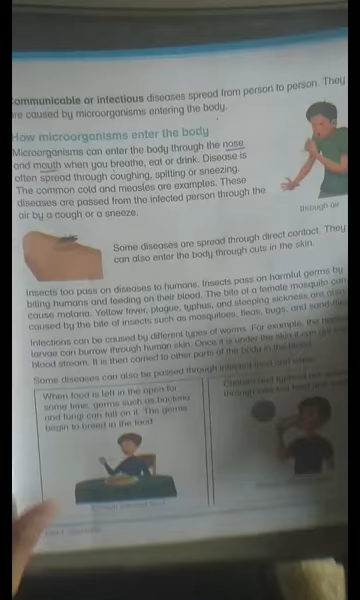 Communicable or infectious diseases spread from person to person. They
are caused by microorganisms entering the body.
How microorganisms enter the body
Microorganisms can enter the body through the nose
and mouth when you breathe, eat or drink. Disease is
often spread through coughing, spitting or sneezing.
The common cold and measles are examples. These
diseases are passed from the infected person through the
air by a cough or a sneeze.
through air
Some diseases are spread through direct contact. They
can also enter the body through cuts in the skin.
Insects too pass on diseases to humans. Insects pass on harmful germs by
biting humans and feeding on their blood. The bite of a female mosquito can
cause malaria. Yellow fever, plague, typhus, and sleeping sickness are also
caused by the bite of insects such as mosquitoes, fleas, bugs, and sand flies.
Infections can be caused by different types of worms. For example, the
larvae can burrow through human skin. Once it is under the skin it can
blood stream. It is then carried to other parts of the body in the blood.
Some diseases can also be passed through infected food and water.
When food is left in the open for
some time, germs such as bacteria
and fungi can fall on it. The germs
begin to breed in the food.
Cholera and typhoid
through infected food and